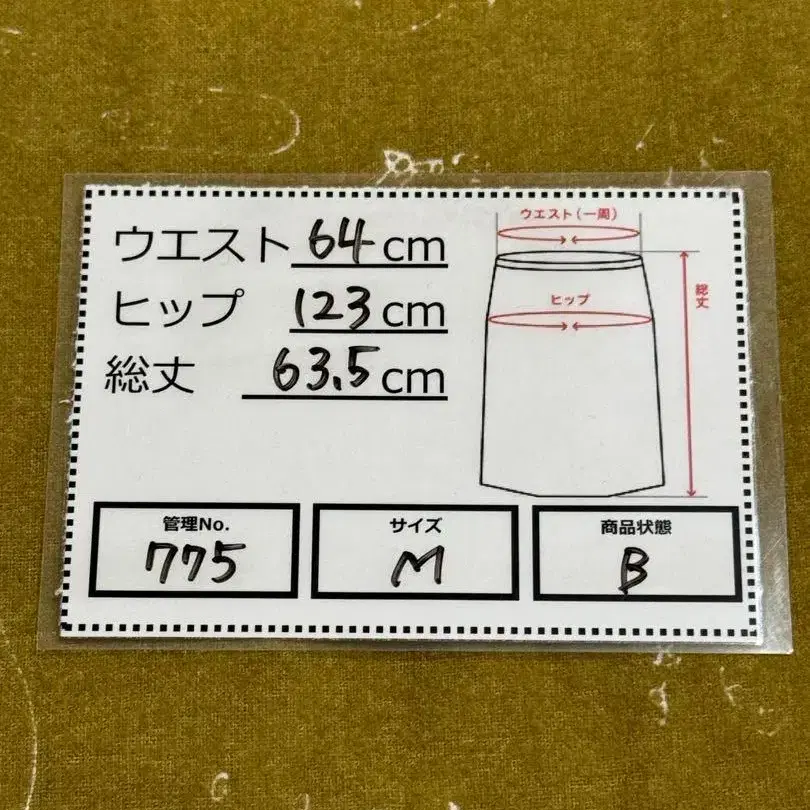 ウエスト 64 cm
ヒップ 123 cm
総丈 63.5 cm
ウエスト(一周)
ヒップ
総丈
管理No.
775
サイズ
M
商品状態
B